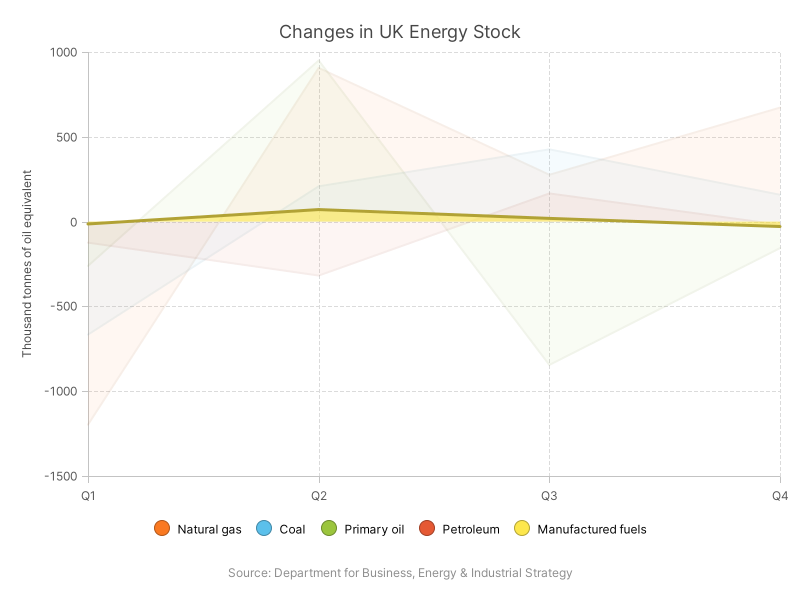 Changes in UK Energy Stock
Thousand tonnes of oil equivalent
1000
500
0
-500
-1000
-1500
Q1 Q2 Q3 Q4
Natural gas Coal Primary oil Petroleum Manufactured fuels
Source: Department for Business, Energy & Industrial Strategy